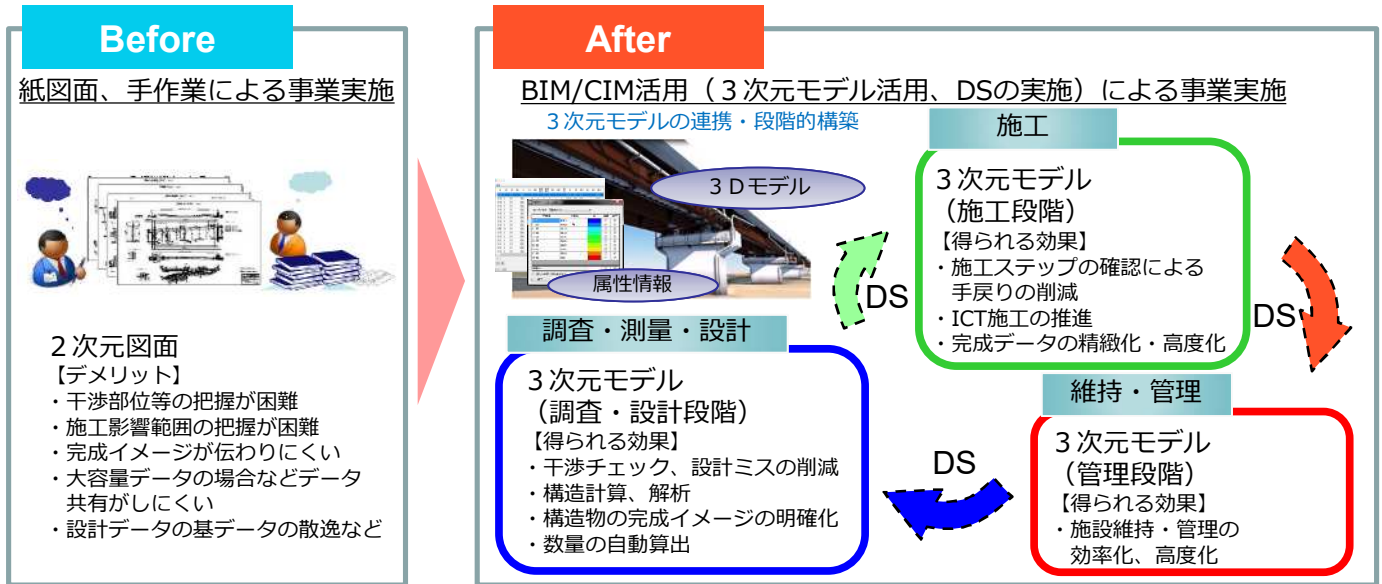 Before
紙図面、手作業による事業実施
２次元図面
【デメリット】
・干渉部位等の把握が困難
・施工影響範囲の把握が困難
・完成イメージが伝わりにくい
・大容量データの場合などデータ
共有がしにくい
・設計データの基データの散逸など
After
BIM/CIM活用（３次元モデル活用、DSの実施）による事業実施
３次元モデルの連携・段階的構築
３Ｄモデル
属性情報
調査・測量・設計
３次元モデル
（調査・設計段階）
【得られる効果】
・干渉チェック、設計ミスの削減
・構造計算、解析
・構造物の完成イメージの明確化
・数量の自動算出
DS
施工
３次元モデル
（施工段階）
【得られる効果】
・施工ステップの確認による
手戻りの削減
・ICT施工の推進
・完成データの精緻化・高度化
DS
維持・管理
３次元モデル
（管理段階）
【得られる効果】
・施設維持・管理の
効率化、高度化
DS